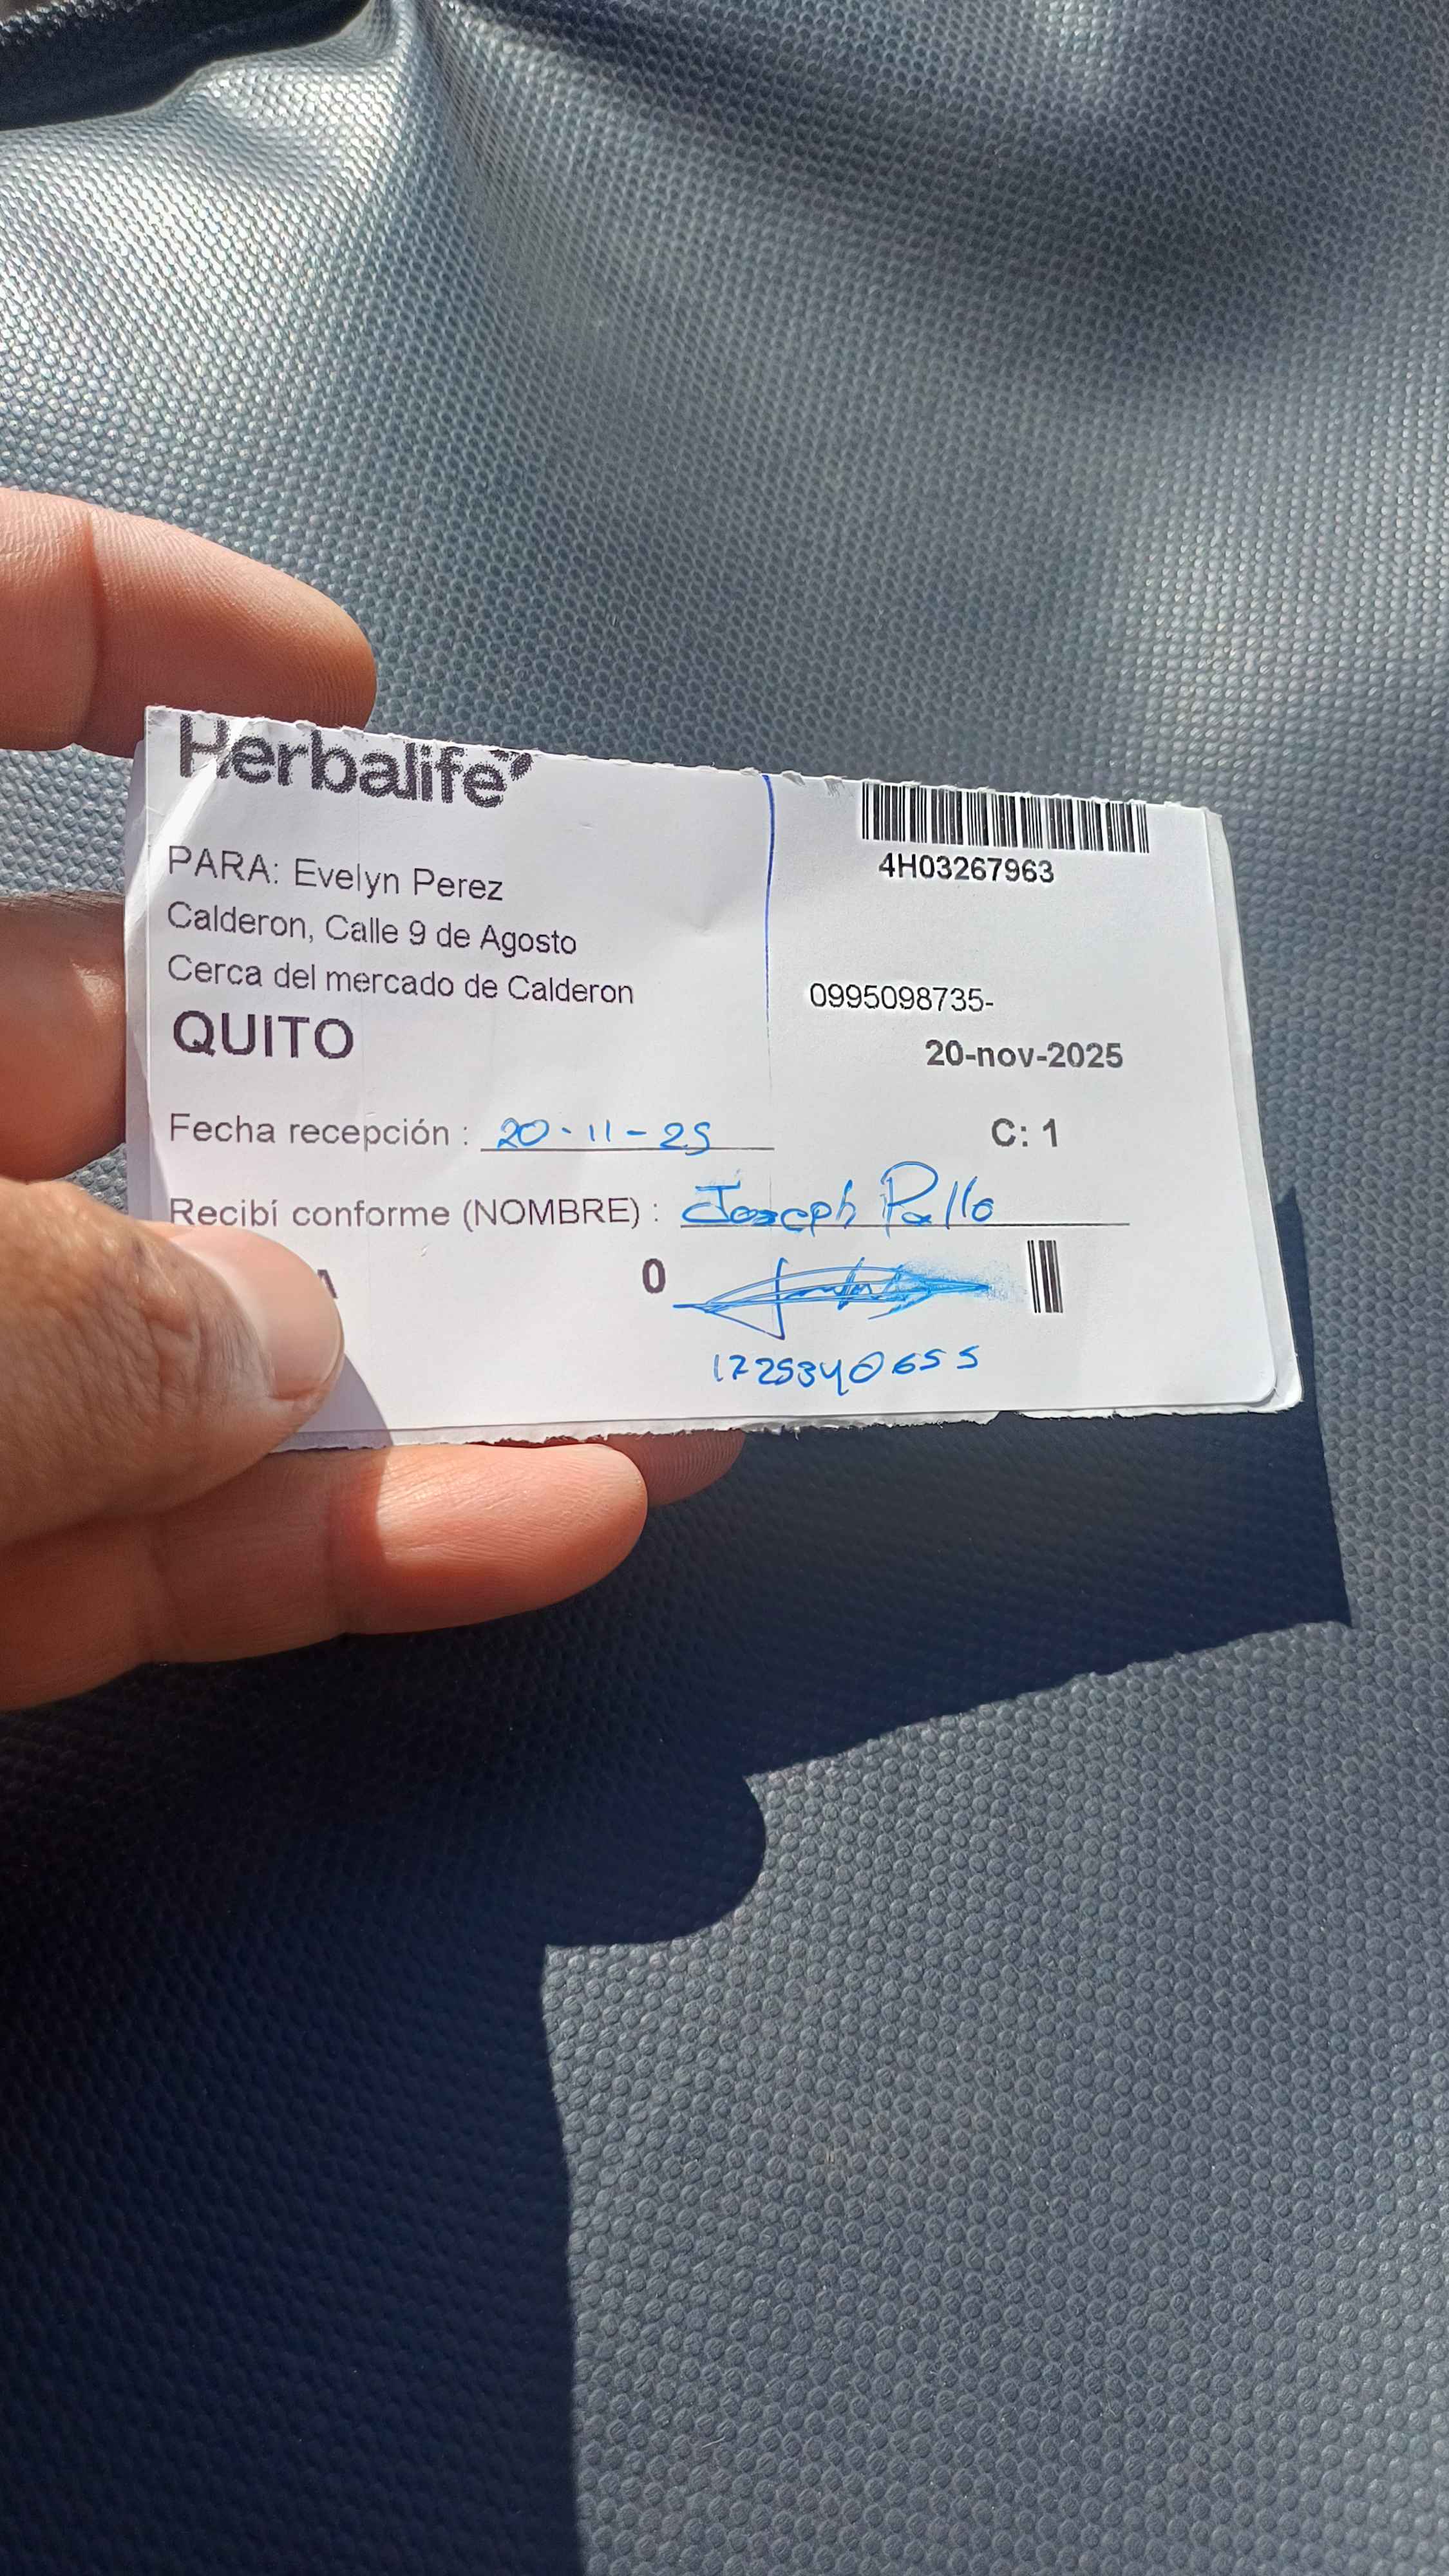 Herbalife
PARA: Evelyn Perez
Calderon, Calle 9 de Agosto
Cerca del mercado de Calderon
QUITO
4H03267963
0995098735-
20-nov-2025
Fecha recepción : 20-11-25
C: 1
Recibí conforme (NOMBRE) : Joseph Pallo
0
1725340655